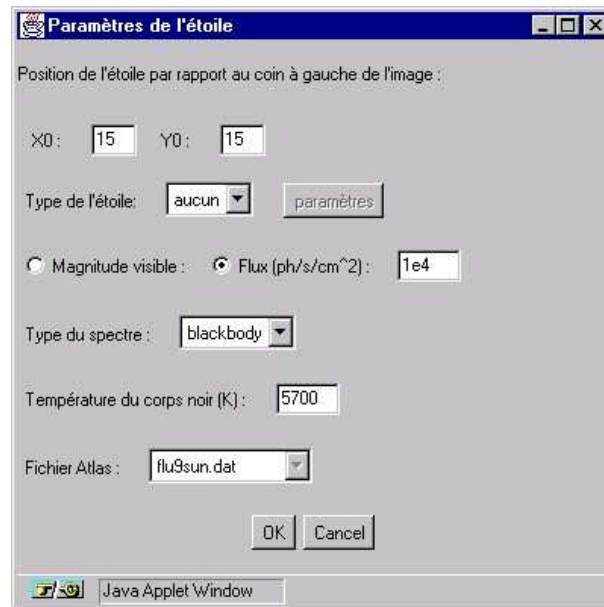 Paramètres de l'étoile
Position de l'étoile par rapport au coin à gauche de l'image :
X0 : 15 Y0 : 15
Type de l'étoile: aucun paramètres
Magnitude visible : Flux (ph/s/cm^2) : 1e4
Type du spectre : blackbody
Température du corps noir (K) : 5700
Fichier Atlas : flu9sun.dat
OK Cancel
Java Applet Window